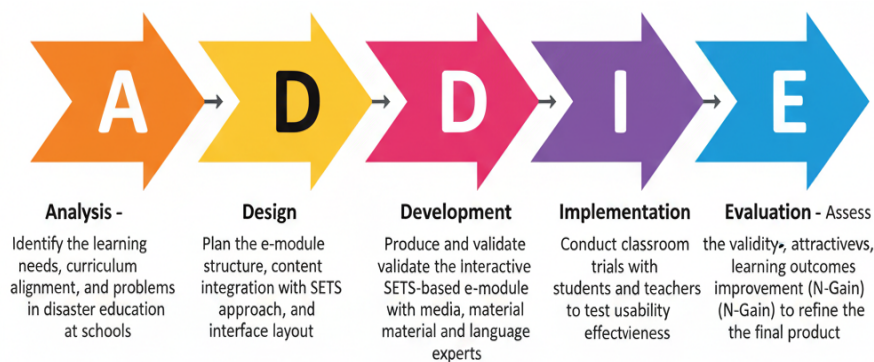 A D D I E
Analysis -
Identify the learning
needs, curriculum
alignment, and problems
in disaster education
at schools
Design
Plan the e-module
structure, content
integration with SETS
approach, and
interface layout
Development
Produce and validate
validate the interactive
SETS-based e-module
with media, material
material and language
experts
Implementation
Conduct classroom
trials with
students and teachers
to test usability
effectvieness
Evaluation - Assess
the validity, attractivevs,
learning outcomes
improvement (N-Gain)
(N-Gain) to refine the
the final product